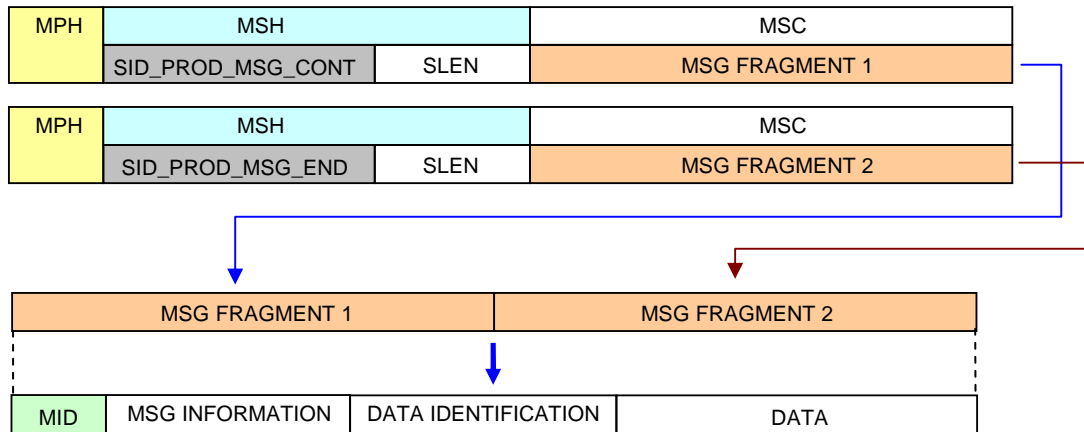 MPH MSH MSC
SID_PROD_MSG_CONT SLEN MSG FRAGMENT 1
MPH MSH MSC
SID_PROD_MSG_END SLEN MSG FRAGMENT 2
MSG FRAGMENT 1 MSG FRAGMENT 2
MID MSG INFORMATION DATA IDENTIFICATION DATA